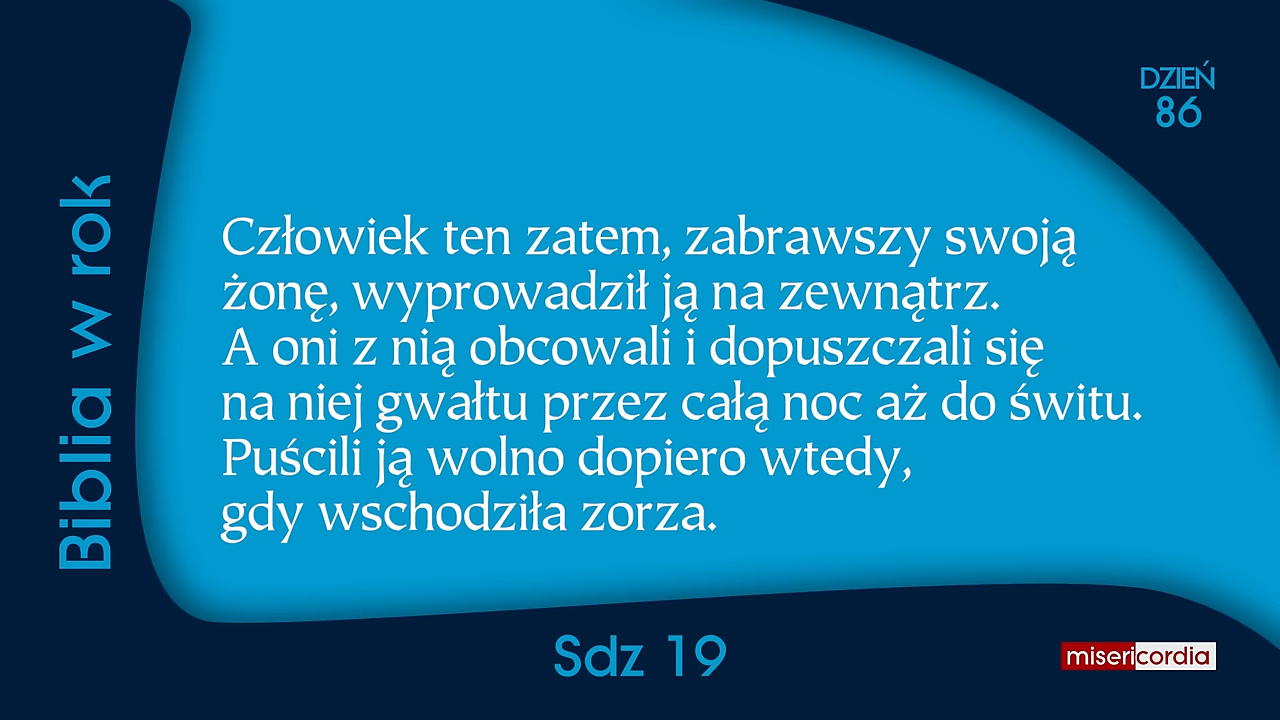 DZIEŃ
86
Biblia w rok
Człowiek ten zatem, zabrawszy swoją
żonę, wyprowadził ją na zewnątrz.
A oni z nią obcowali i dopuszczali się
na niej gwałtu przez całą noc aż do świtu.
Puścili ją wolno dopiero wtedy,
gdy wschodziła zorza.
Sdz 19
misericordia